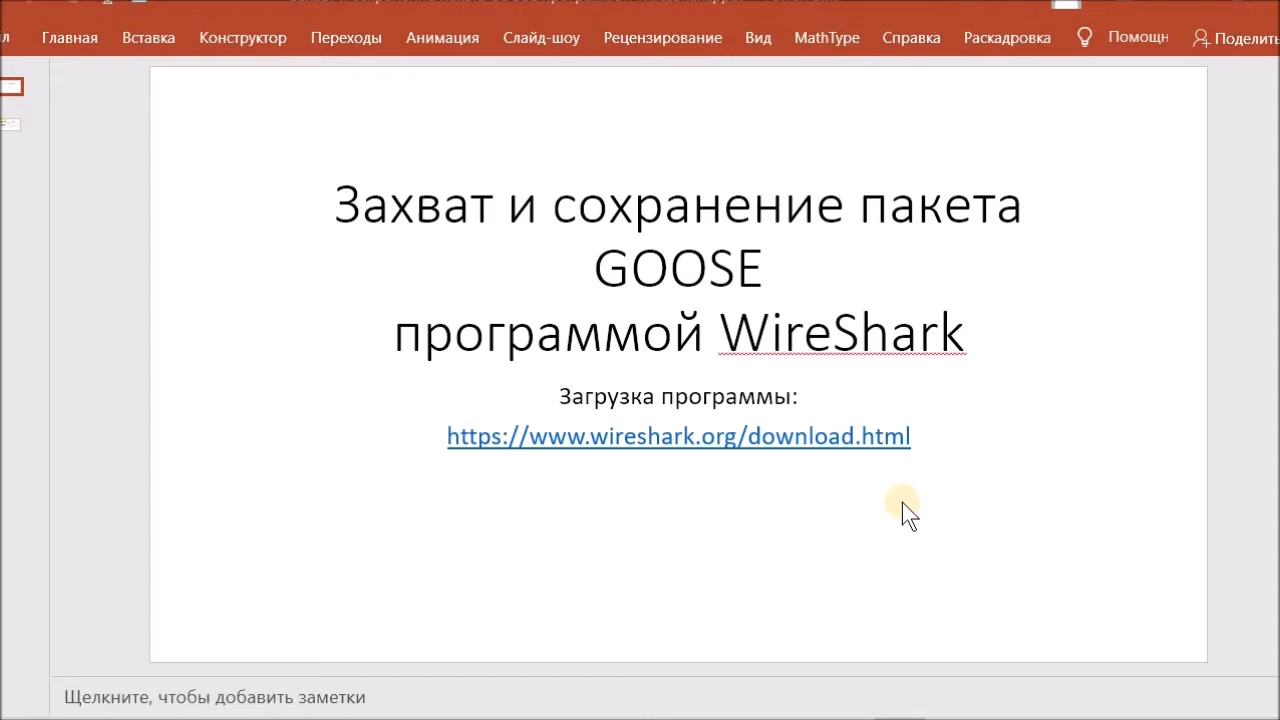 Главная Вставка Конструктор Переходы Анимация Слайд-шоу Рецензирование Вид MathType Справка Раскадровка Помощн Поделить
Захват и сохранение пакета
GOOSE
программой WireShark
Загрузка программы:
https://www.wireshark.org/download.html
Щелкните, чтобы добавить заметки